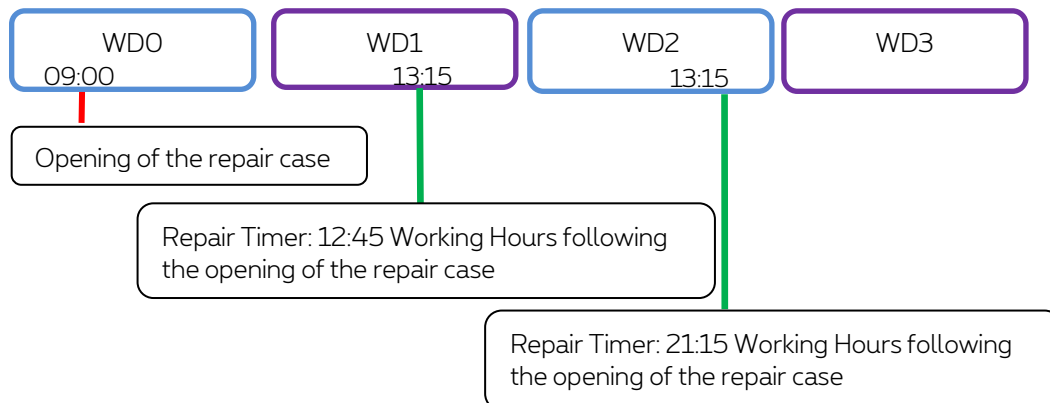 WD0
WD1
WD2
WD3
09:00
13:15
13:15
Opening of the repair case
Repair Timer: 12:45 Working Hours following
the opening of the repair case
Repair Timer: 21:15 Working Hours following
the opening of the repair case